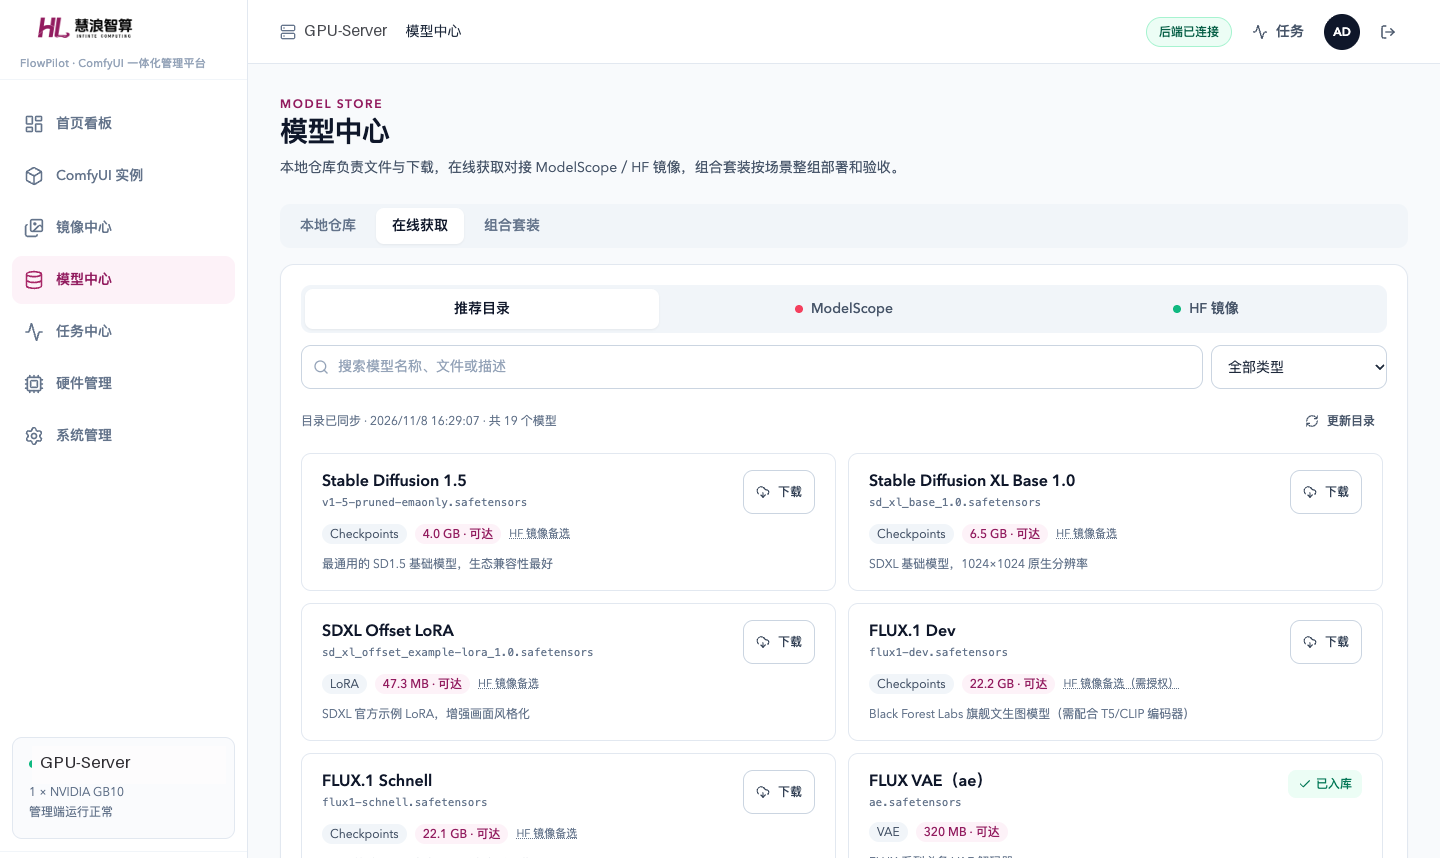 HL 慧浪智算
INFINITE COMPUTING
FlowPilot · ComfyUI 一体化管理平台
首页看板
ComfyUI 实例
镜像中心
模型中心
任务中心
硬件管理
系统管理
GPU-Server
1 × NVIDIA GB10
管理端运行正常
GPU-Server 模型中心
后端已连接
任务
AD
MODEL STORE
模型中心
本地仓库负责文件与下载，在线获取对接 ModelScope / HF 镜像，组合套装按场景整组部署和验收。
本地仓库 在线获取 组合套装
推荐目录 ModelScope HF 镜像
搜索模型名称、文件或描述
全部类型
目录已同步 · 2026/11/8 16:29:07 · 共 19 个模型
更新目录
Stable Diffusion 1.5
v1-5-pruned-emaonly.safetensors
下载
Checkpoints 4.0 GB · 可达 HF 镜像备选
最通用的 SD1.5 基础模型，生态兼容性最好
Stable Diffusion XL Base 1.0
sd_xl_base_1.0.safetensors
下载
Checkpoints 6.5 GB · 可达 HF 镜像备选
SDXL 基础模型，1024×1024 原生分辨率
SDXL Offset LoRA
sd_xl_offset_example-lora_1.0.safetensors
下载
LoRA 47.3 MB · 可达 HF 镜像备选
SDXL 官方示例 LoRA，增强画面风格化
FLUX.1 Dev
flux1-dev.safetensors
下载
Checkpoints 22.2 GB · 可达 HF 镜像备选（需授权）
Black Forest Labs 旗舰文生图模型（需配合 T5/CLIP 编码器）
FLUX.1 Schnell
flux1-schnell.safetensors
下载
Checkpoints 22.1 GB · 可达 HF 镜像备选
FLUX VAE（ae）
ae.safetensors
已入库
VAE 320 MB · 可达